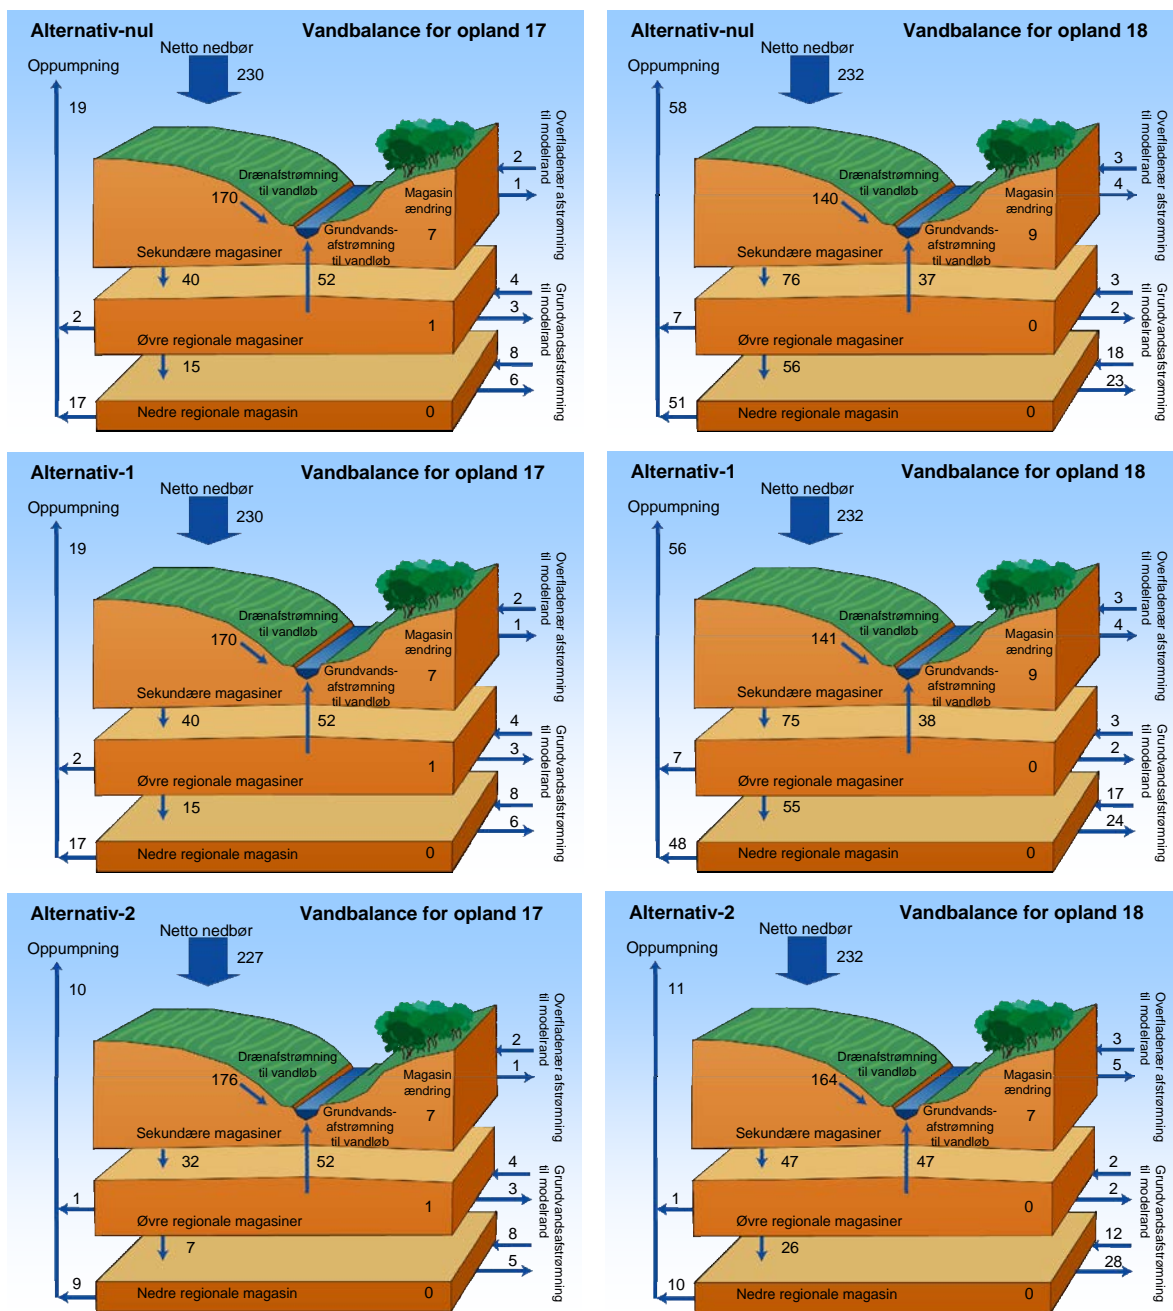 Alternativ-nul
Vandbalance for opland 17
Netto nedbør
230
Oppumpning
19
Overfladenær afstrømning
til modelrand
2
1
Drænafstrømning
til vandløb
170
Magasin
ændring
7
Grundvands-
afstrømning
til vandløb
Sekundære magasiner
40
52
4
3
Grundvandsafstrømning
til modelrand
2
1
Øvre regionale magasiner
15
8
6
17
Nedre regionale magasin
0
Alternativ-nul
Vandbalance for opland 18
Netto nedbør
232
Oppumpning
58
Overfladenær afstrømning
til modelrand
3
4
Drænafstrømning
til vandløb
140
Magasin
ændring
9
Grundvands-
afstrømning
til vandløb
Sekundære magasiner
76
37
3
2
Grundvandsafstrømning
til modelrand
7
0
Øvre regionale magasiner
56
18
23
51
Nedre regionale magasin
0
Alternativ-1
Vandbalance for opland 17
Netto nedbør
230
Oppumpning
19
Overfladenær afstrømning
til modelrand
2
1
Drænafstrømning
til vandløb
170
Magasin
ændring
7
Grundvands-
afstrømning
til vandløb
Sekundære magasiner
40
52
4
3
Grundvandsafstrømning
til modelrand
2
1
Øvre regionale magasiner
15
8
6
17
Nedre regionale magasin
0
Alternativ-1
Vandbalance for opland 18
Netto nedbør
232
Oppumpning
56
Overfladenær afstrømning
til modelrand
3
4
Drænafstrømning
til vandløb
141
Magasin
ændring
9
Grundvands-
afstrømning
til vandløb
Sekundære magasiner
75
38
3
2
Grundvandsafstrømning
til modelrand
7
0
Øvre regionale magasiner
55
17
24
48
Nedre regionale magasin
0
Alternativ-2
Vandbalance for opland 17
Netto nedbør
227
Oppumpning
10
Overfladenær afstrømning
til modelrand
2
1
Drænafstrømning
til vandløb
176
Magasin
ændring
7
Grundvands-
afstrømning
til vandløb
Sekundære magasiner
32
52
4
3
Grundvandsafstrømning
til modelrand
1
1
Øvre regionale magasiner
7
8
5
9
Nedre regionale magasin
0
Alternativ-2
Vandbalance for opland 18
Netto nedbør
232
Oppumpning
11
Overfladenær afstrømning
til modelrand
3
5
Drænafstrømning
til vandløb
164
Magasin
ændring
7
Grundvands-
afstrømning
til vandløb
Sekundære magasiner
47
47
2
2
Grundvandsafstrømning
til modelrand
1
0
Øvre regionale magasiner
26
12
28
10
Nedre regionale magasin
0